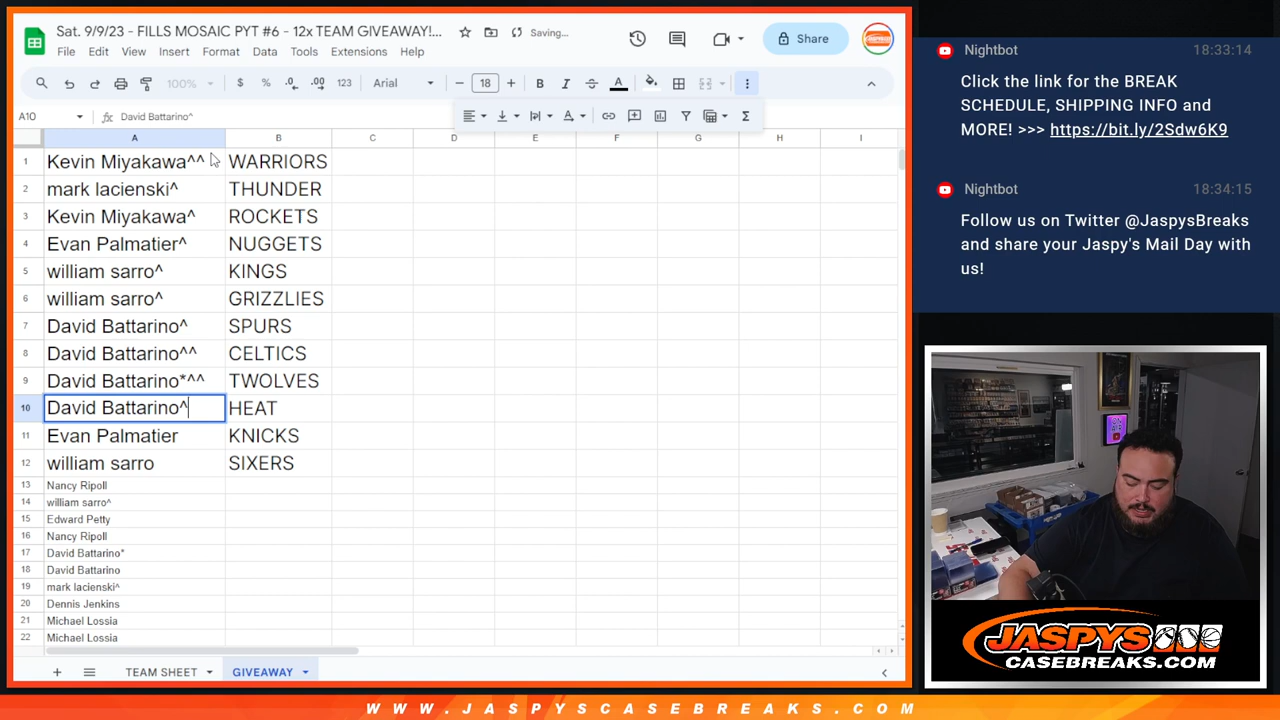 Sat. 9/9/23 - FILLS MOSAIC PYT #6 - 12x TEAM GIVEAWAY!...
Saving...
Share
File Edit View Insert Format Data Tools Extensions Help
100% $ % .0 .00 123 Arial 18 B I A
A10 fx David Battarino^
A B C D E F G H I
1 Kevin Miyakawa^^ WARRIORS
2 mark lacienski^ THUNDER
3 Kevin Miyakawa^ ROCKETS
4 Evan Palmatier^ NUGGETS
5 william sarro^ KINGS
6 william sarro^ GRIZZLIES
7 David Battarino^ SPURS
8 David Battarino^^ CELTICS
9 David Battarino*^^ TWOLVES
10 David Battarino^ HEAT
11 Evan Palmatier KNICKS
12 william sarro SIXERS
13 Nancy Ripoll
14 william sarro^
15 Edward Petty
16 Nancy Ripoll
17 David Battarino*
18 David Battarino
19 mark lacienski^
20 Dennis Jenkins
21 Michael Lossia
22 Michael Lossia
TEAM SHEET GIVEAWAY
Nightbot 18:33:14
Click the link for the BREAK
SCHEDULE, SHIPPING INFO and
MORE! >>> https://bit.ly/2Sdw6K9
Nightbot 18:34:15
Follow us on Twitter @JaspysBreaks
and share your Jaspy's Mail Day with
us!
JASPYS
CASEBREAKS.COM
WWW.JASPYSCASEBREAKS.COM